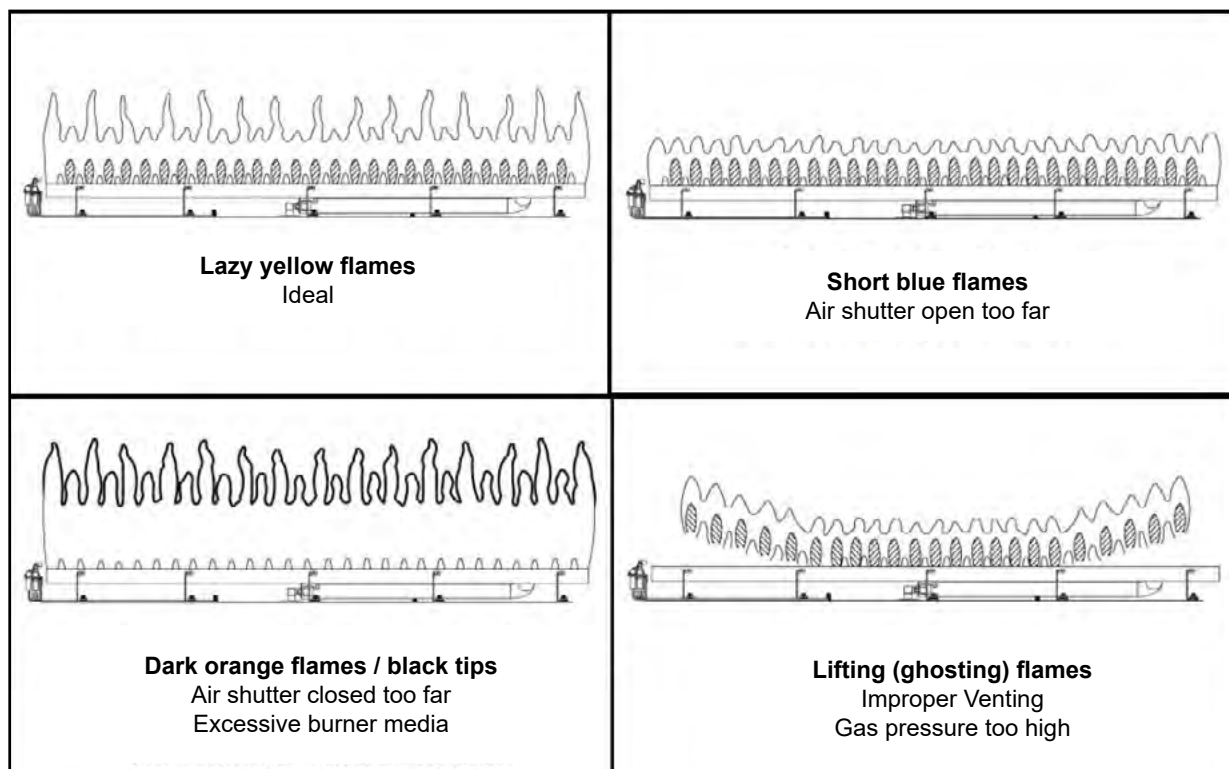 Lazy yellow flames
Ideal
Short blue flames
Air shutter open too far
Dark orange flames / black tips
Air shutter closed too far
Excessive burner media
Lifting (ghosting) flames
Improper Venting
Gas pressure too high